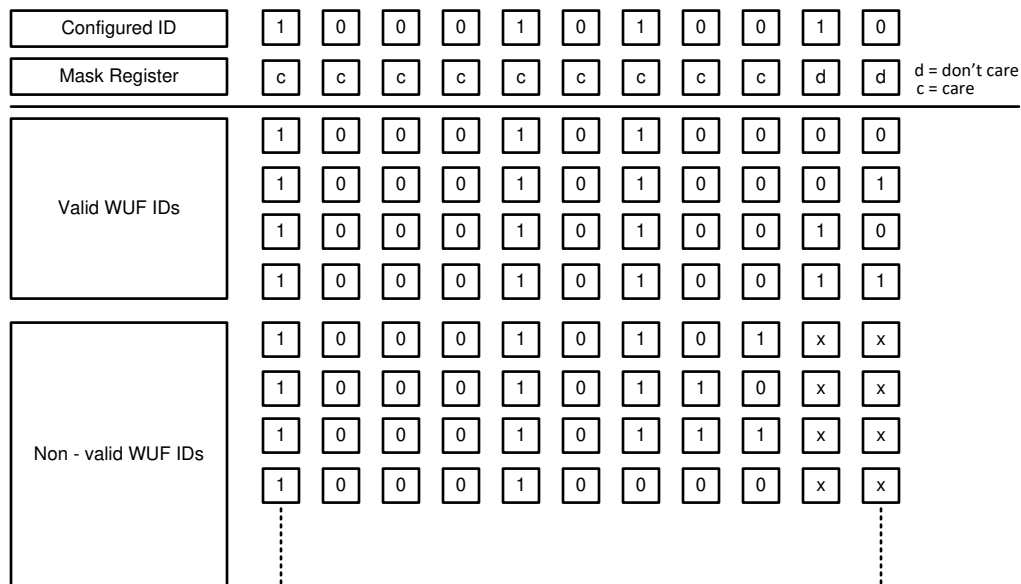 Configured ID 1 0 0 0 1 0 1 0 0 1 0
Mask Register c c c c c c c c c d d d = don’t care
c = care
1 0 0 0 1 0 1 0 0 0 0
1 0 0 0 1 0 1 0 0 0 1
Valid WUF IDs
1 0 0 0 1 0 1 0 0 1 0
1 0 0 0 1 0 1 0 0 1 1
1 0 0 0 1 0 1 0 1 x x
1 0 0 0 1 0 1 1 0 x x
1 0 0 0 1 0 1 1 1 x x
Non - valid WUF IDs
1 0 0 0 1 0 0 0 0 x x